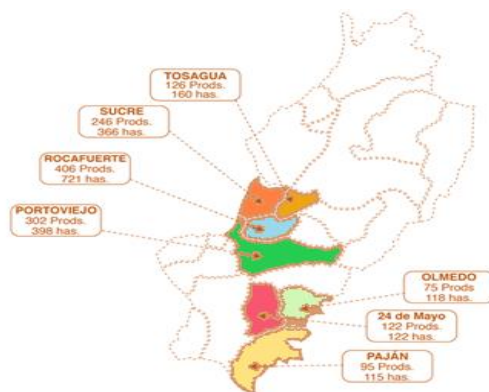 TOSAGUA
126 Prods.
160 has.
SUCRE
246 Prods.
366 has.
ROCAFUERTE
406 Prods.
721 has.
PORTOVIEJO
302 Prods.
398 has.
OLMEDO
75 Prods
118 has.
24 de Mayo
122 Prods.
122 has.
PAJÁN
95 Prods.
115 has.